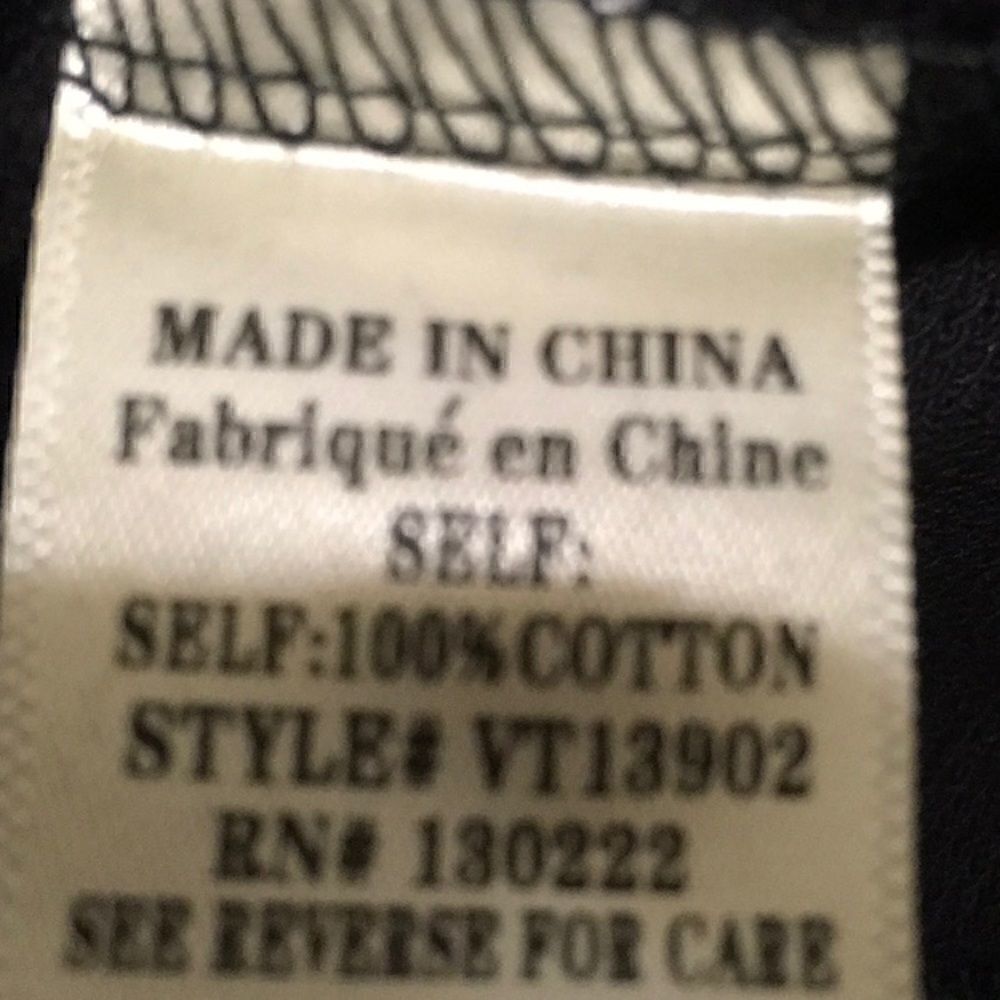 MADE IN CHINA
Fabriqué en Chine
SELF:
SELF:100%COTTON
STYLE# VT13902
RN# 130222
SEE REVERSE FOR CARE